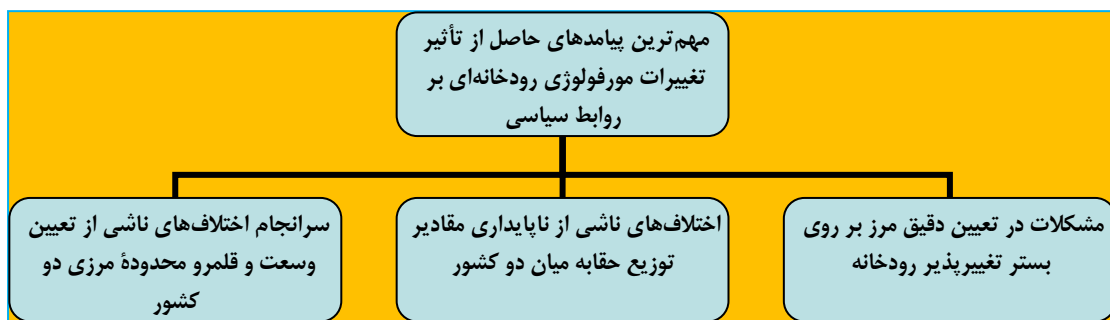 مهم‌ترین پیامدهای حاصل از تأثیر
تغییرات مورفولوژی رودخانه‌ای بر
روابط سیاسی
مشکلات در تعیین دقیق مرز بر روی
بستر تغییرپذیر رودخانه
اختلاف‌های ناشی از ناپایداری مقادیر
توزیع حقابه میان دو کشور
سرانجام اختلاف‌های ناشی از تعیین
وسعت و قلمرو محدودۀ مرزی دو
کشور